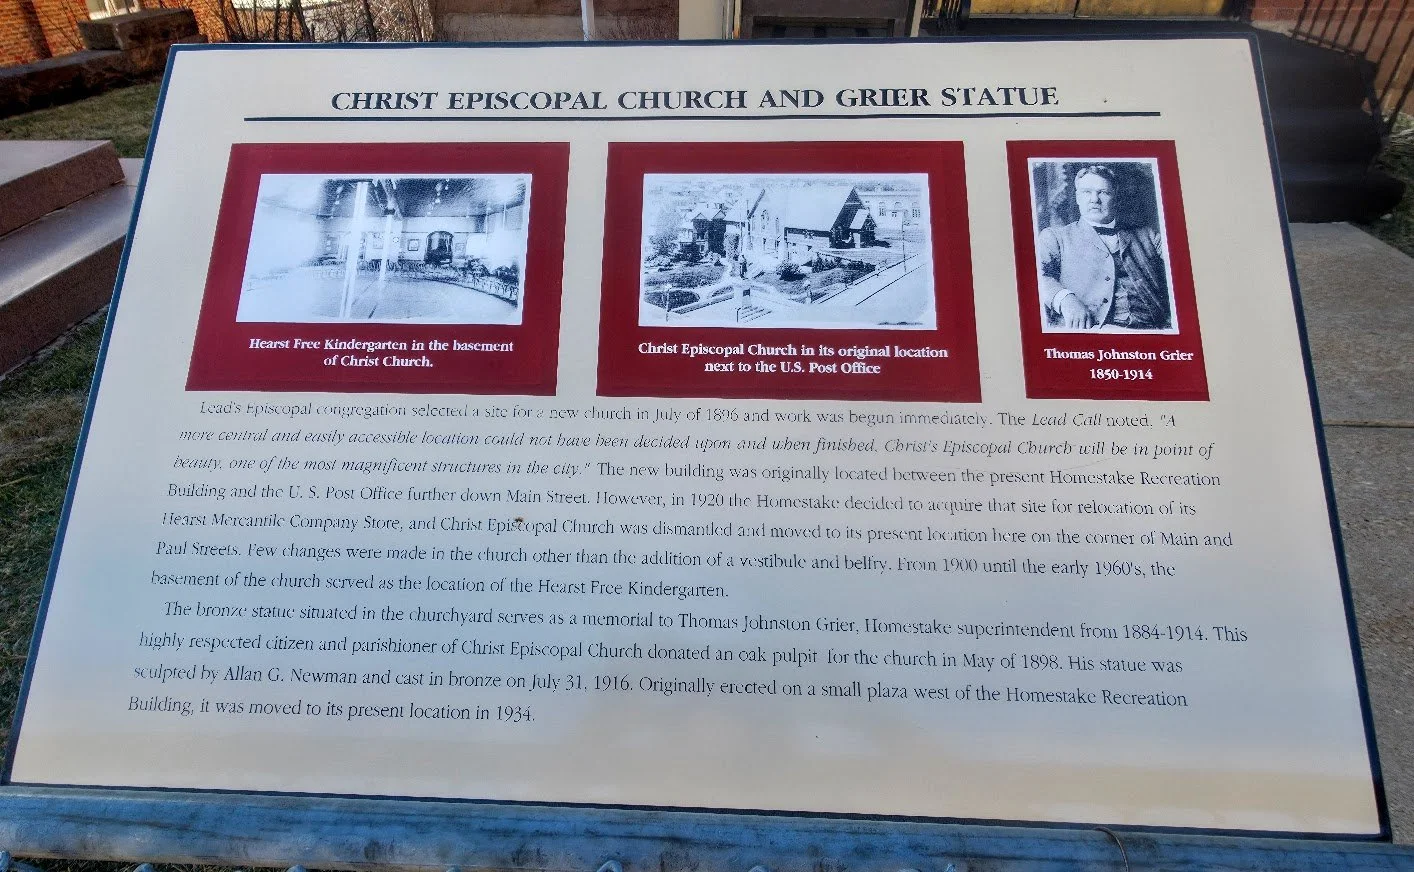 CHRIST EPISCOPAL CHURCH AND GRIER STATUE
Hearst Free Kindergarten in the basement
of Christ Church.
Christ Episcopal Church in its original location
next to the U.S. Post Office
Thomas Johnston Grier
1850-1914
Lead's Episcopal congregation selected a site for a new church in July of 1896 and work was begun immediately. The Lead Call noted, "A
more central and easily accessible location could not have been decided upon and when finished, Christ's Episcopal Church will be in point of
beauty, one of the most magnificent structures in the city." The new building was originally located between the present Homestake Recreation
Building and the U. S. Post Office further down Main Street. However, in 1920 the Homestake decided to acquire that site for relocation of its
Hearst Mercantile Company Store, and Christ Episcopal Church was dismantled and moved to its present location here on the corner of Main and
Paul Streets. Few changes were made in the church other than the addition of a vestibule and belfry. From 1900 until the early 1960's, the
basement of the church served as the location of the Hearst Free Kindergarten.
The bronze statue situated in the churchyard serves as a memorial to Thomas Johnston Grier, Homestake superintendent from 1884-1914. This
highly respected citizen and parishioner of Christ Episcopal Church donated an oak pulpit for the church in May of 1898. His statue was
sculpted by Allan G. Newman and cast in bronze on July 31, 1916. Originally erected on a small plaza west of the Homestake Recreation
Building, it was moved to its present location in 1934.